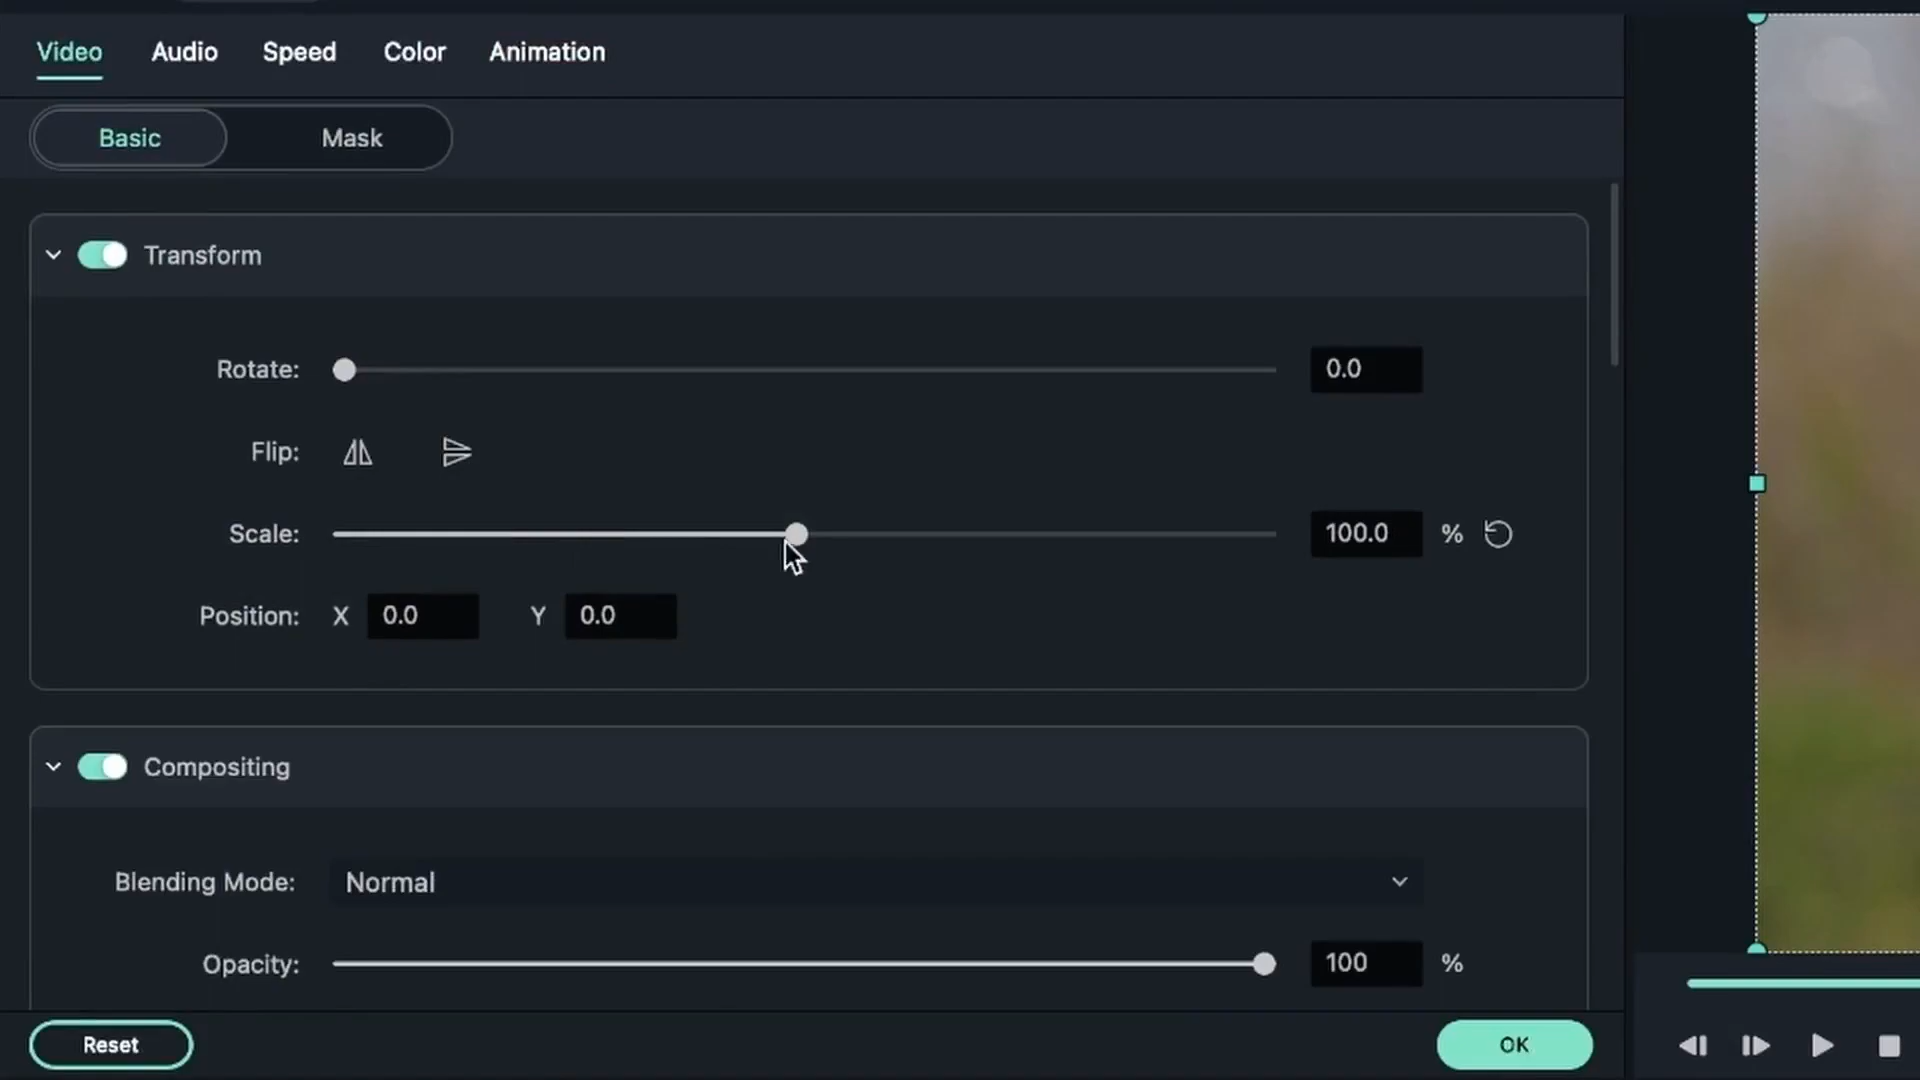 Video Audio Speed Color Animation
Basic Mask
Transform
Rotate: 0.0
Flip:
Scale: 100.0 %
Position: X 0.0 Y 0.0
Compositing
Blending Mode: Normal
Opacity: 100 %
Reset OK